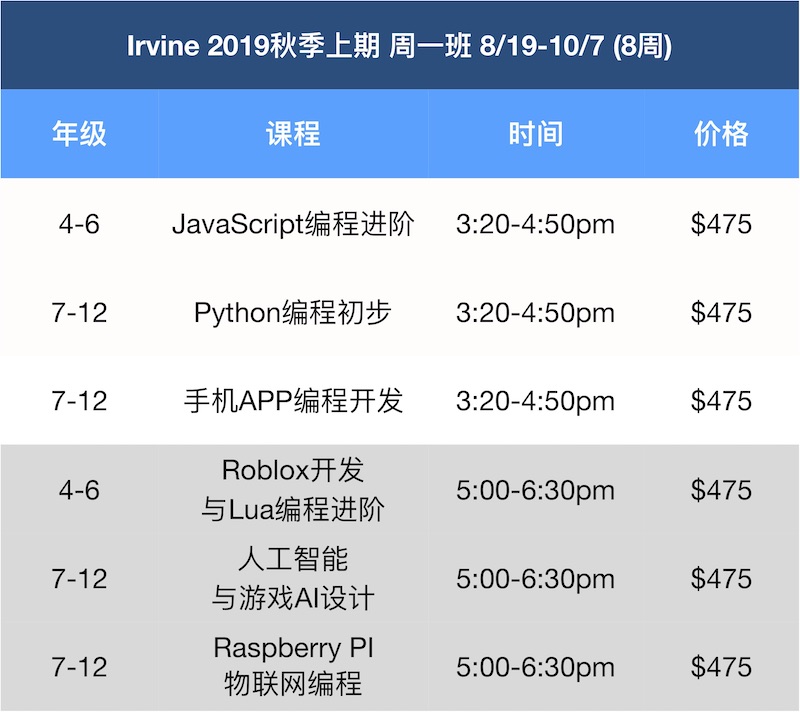 Irvine 2019秋季上期 周一班 8/19-10/7 (8周)
年级 课程 时间 价格
4-6 JavaScript编程进阶 3:20-4:50pm $475
7-12 Python编程初步 3:20-4:50pm $475
7-12 手机APP编程开发 3:20-4:50pm $475
4-6 Roblox开发 5:00-6:30pm $475
与Lua编程进阶
7-12 人工智能 5:00-6:30pm $475
与游戏AI设计
7-12 Raspberry PI 5:00-6:30pm $475
物联网编程